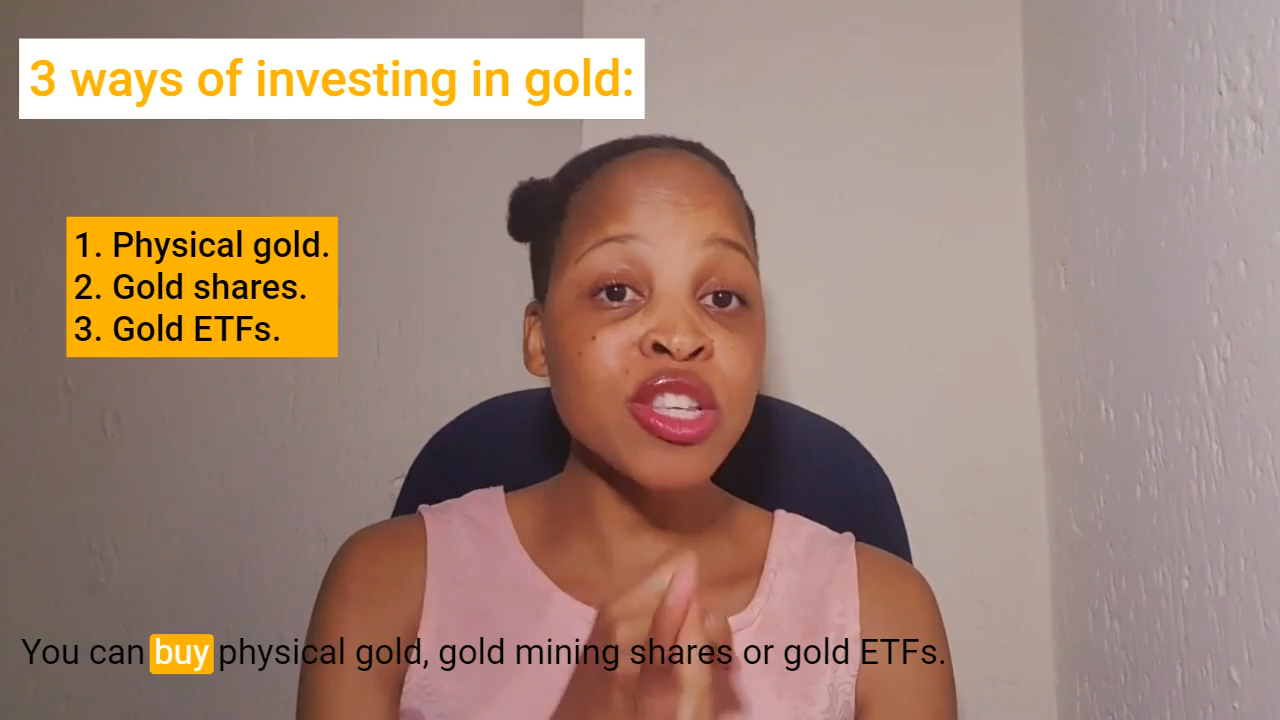 3 ways of investing in gold:
1. Physical gold.
2. Gold shares.
3. Gold ETFs.
You can buy physical gold, gold mining shares or gold ETFs.